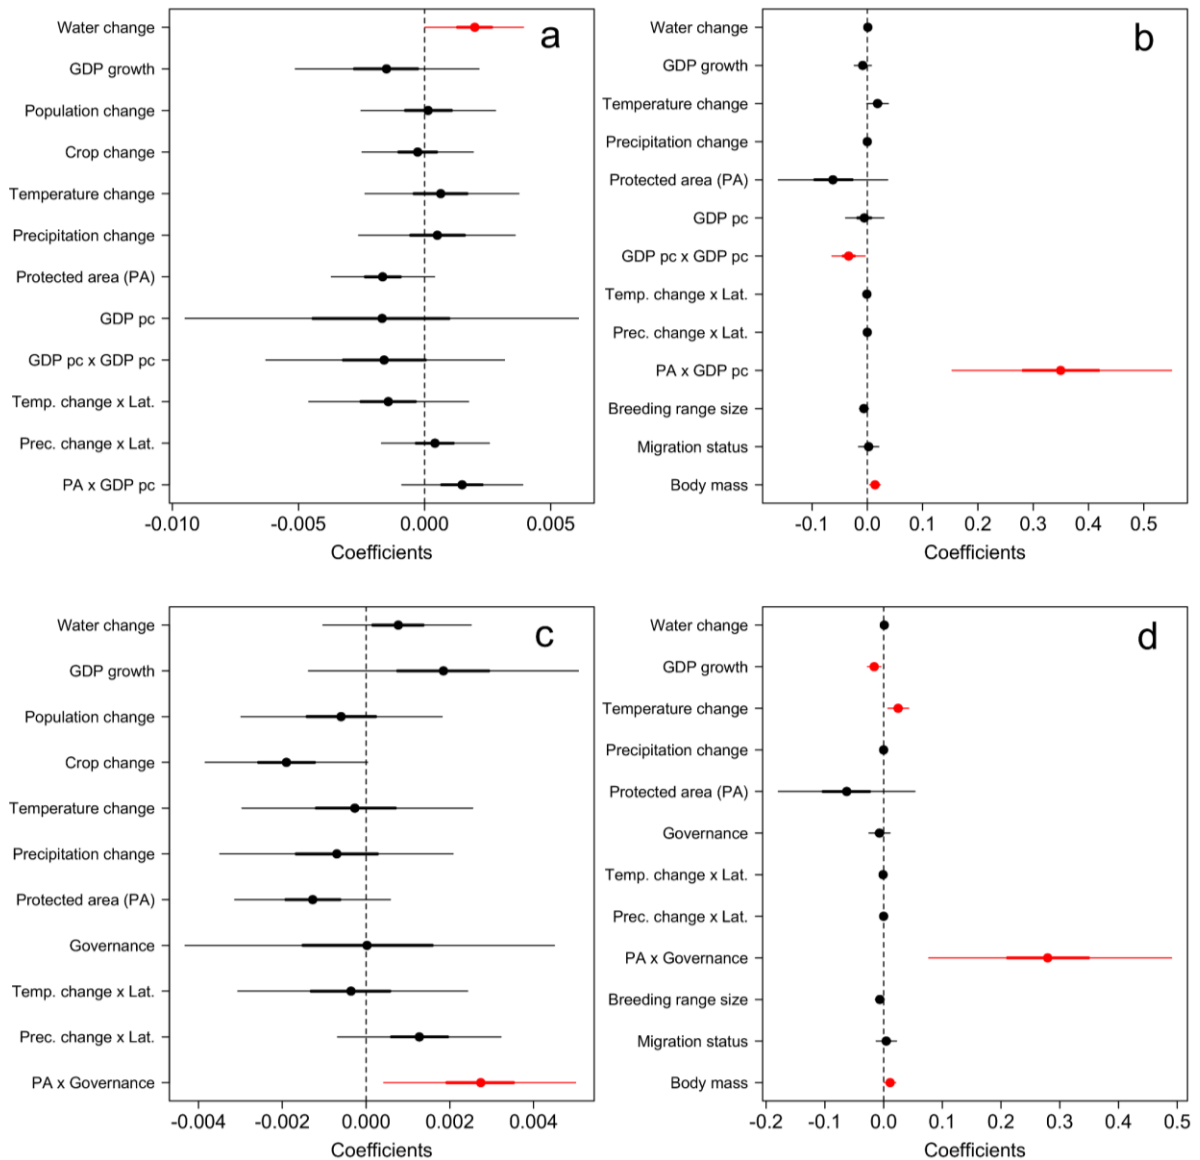 a
Water change
GDP growth
Population change
Crop change
Temperature change
Precipitation change
Protected area (PA)
GDP pc
GDP pc x GDP pc
Temp. change x Lat.
Prec. change x Lat.
PA x GDP pc
-0.010 -0.005 0.000 0.005
Coefficients
b
Water change
GDP growth
Temperature change
Precipitation change
Protected area (PA)
GDP pc
GDP pc x GDP pc
Temp. change x Lat.
Prec. change x Lat.
PA x GDP pc
Breeding range size
Migration status
Body mass
-0.1 0.0 0.1 0.2 0.3 0.4 0.5
Coefficients
c
Water change
GDP growth
Population change
Crop change
Temperature change
Precipitation change
Protected area (PA)
Governance
Temp. change x Lat.
Prec. change x Lat.
PA x Governance
-0.004 -0.002 0.000 0.002 0.004
Coefficients
d
Water change
GDP growth
Temperature change
Precipitation change
Protected area (PA)
Governance
Temp. change x Lat.
Prec. change x Lat.
PA x Governance
Breeding range size
Migration status
Body mass
-0.2 -0.1 0.0 0.1 0.2 0.3 0.4 0.5
Coefficients